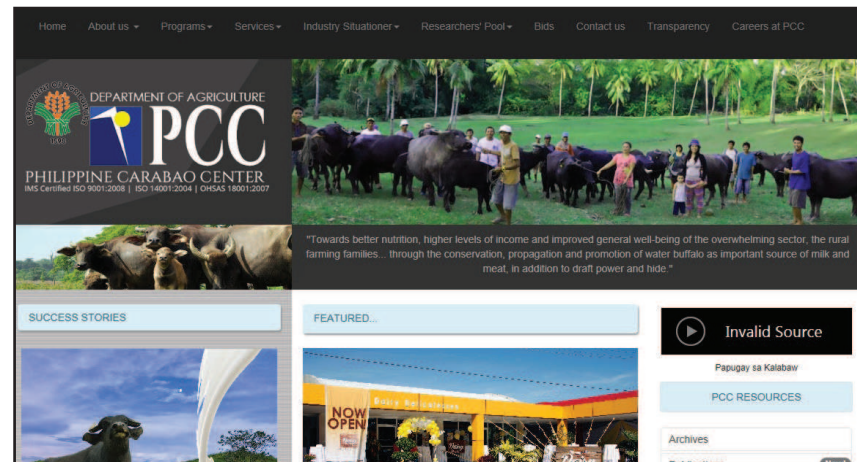 Home About us Programs Services Industry Situationer Researchers' Pool Bids Contact us Transparency Careers at PCC
DEPARTMENT OF AGRICULTURE
PCC
PHILIPPINE CARABAO CENTER
IMS Certified ISO 9001:2008 | ISO 14001:2004 | OHSAS 18001:2007
"Towards better nutrition, higher levels of income and improved general well-being of the overwhelming sector, the rural
farming families... through the conservation, propagation and promotion of water buffalo as important source of milk and
meat, in addition to draft power and hide."
SUCCESS STORIES
FEATURED...
NOW
OPEN
Invalid Source
Papugay sa Kalabaw
PCC RESOURCES
Archives